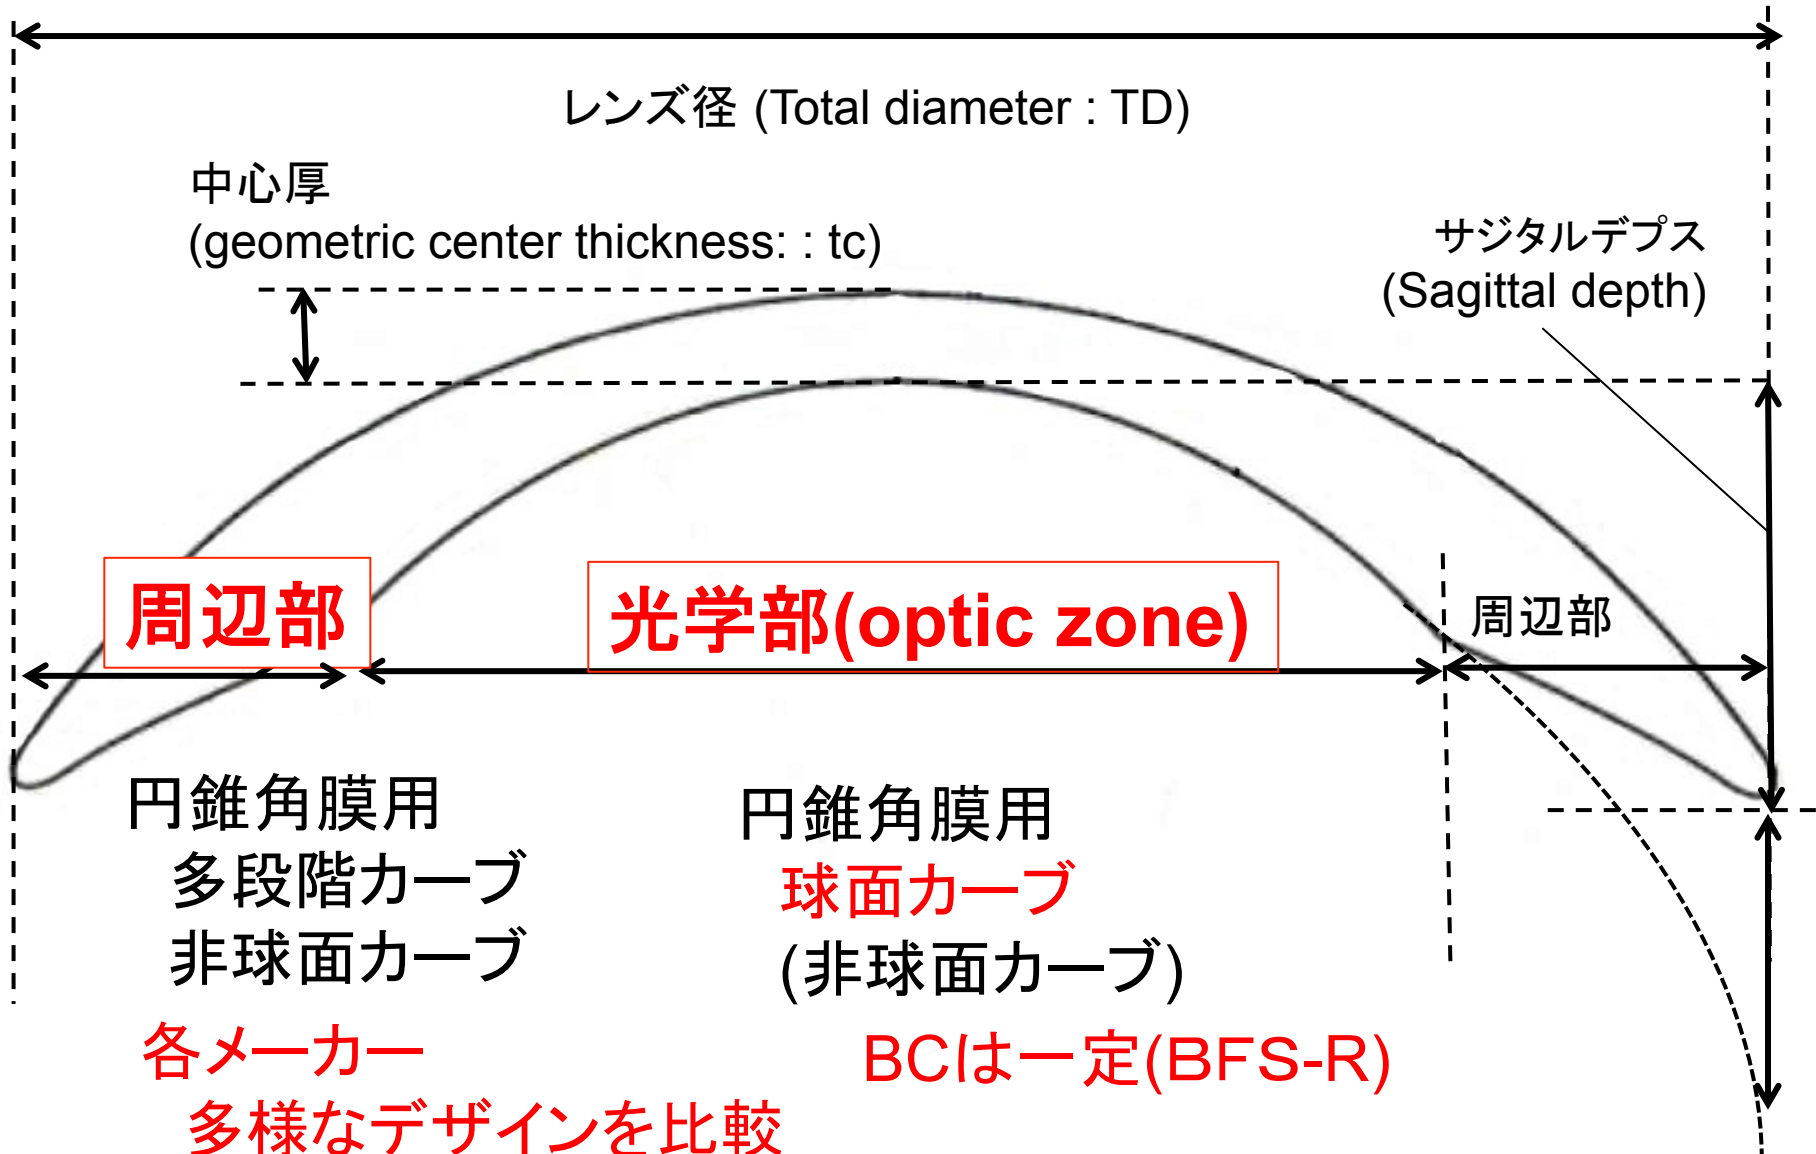 レンズ径 (Total diameter : TD)
中心厚
(geometric center thickness: : tc)
サジタルデプス
(Sagittal depth)
周辺部
光学部(optic zone)
周辺部
円錐角膜用
多段階カーブ
非球面カーブ
各メーカー
多様なデザインを比較
円錐角膜用
球面カーブ
(非球面カーブ)
BCは一定(BFS-R)